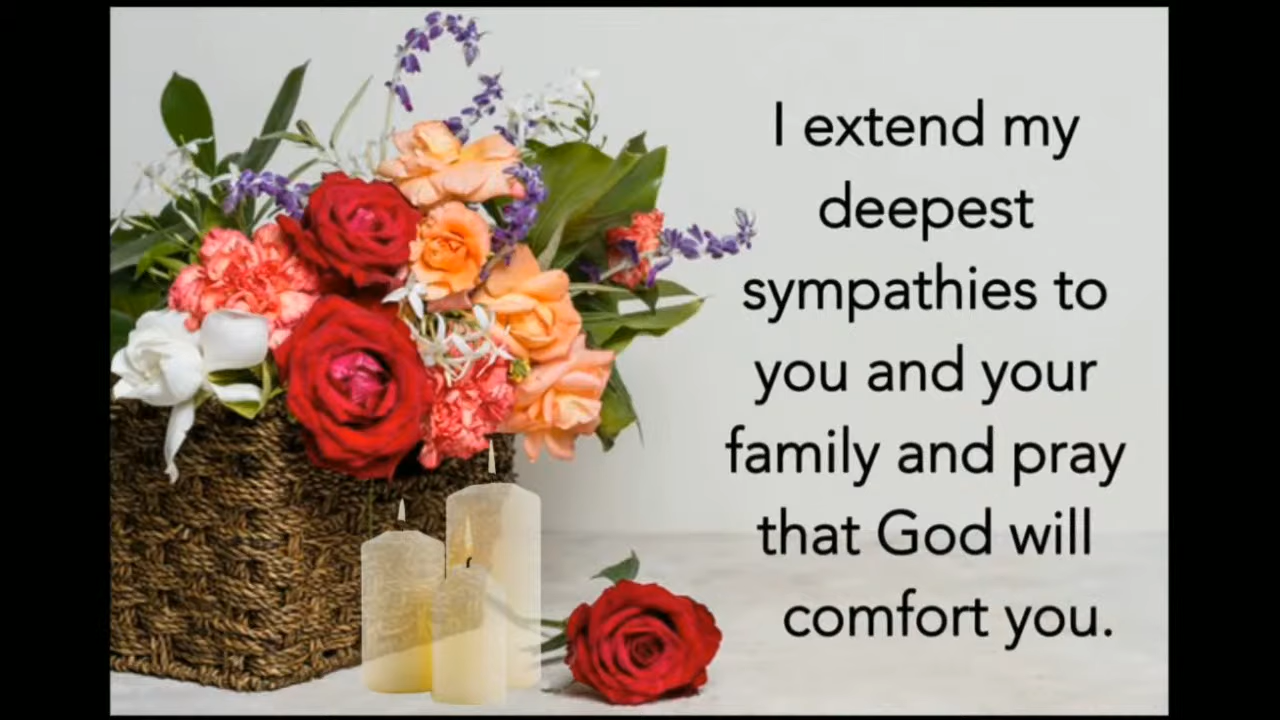 I extend my
deepest
sympathies to
you and your
family and pray
that God will
comfort you.